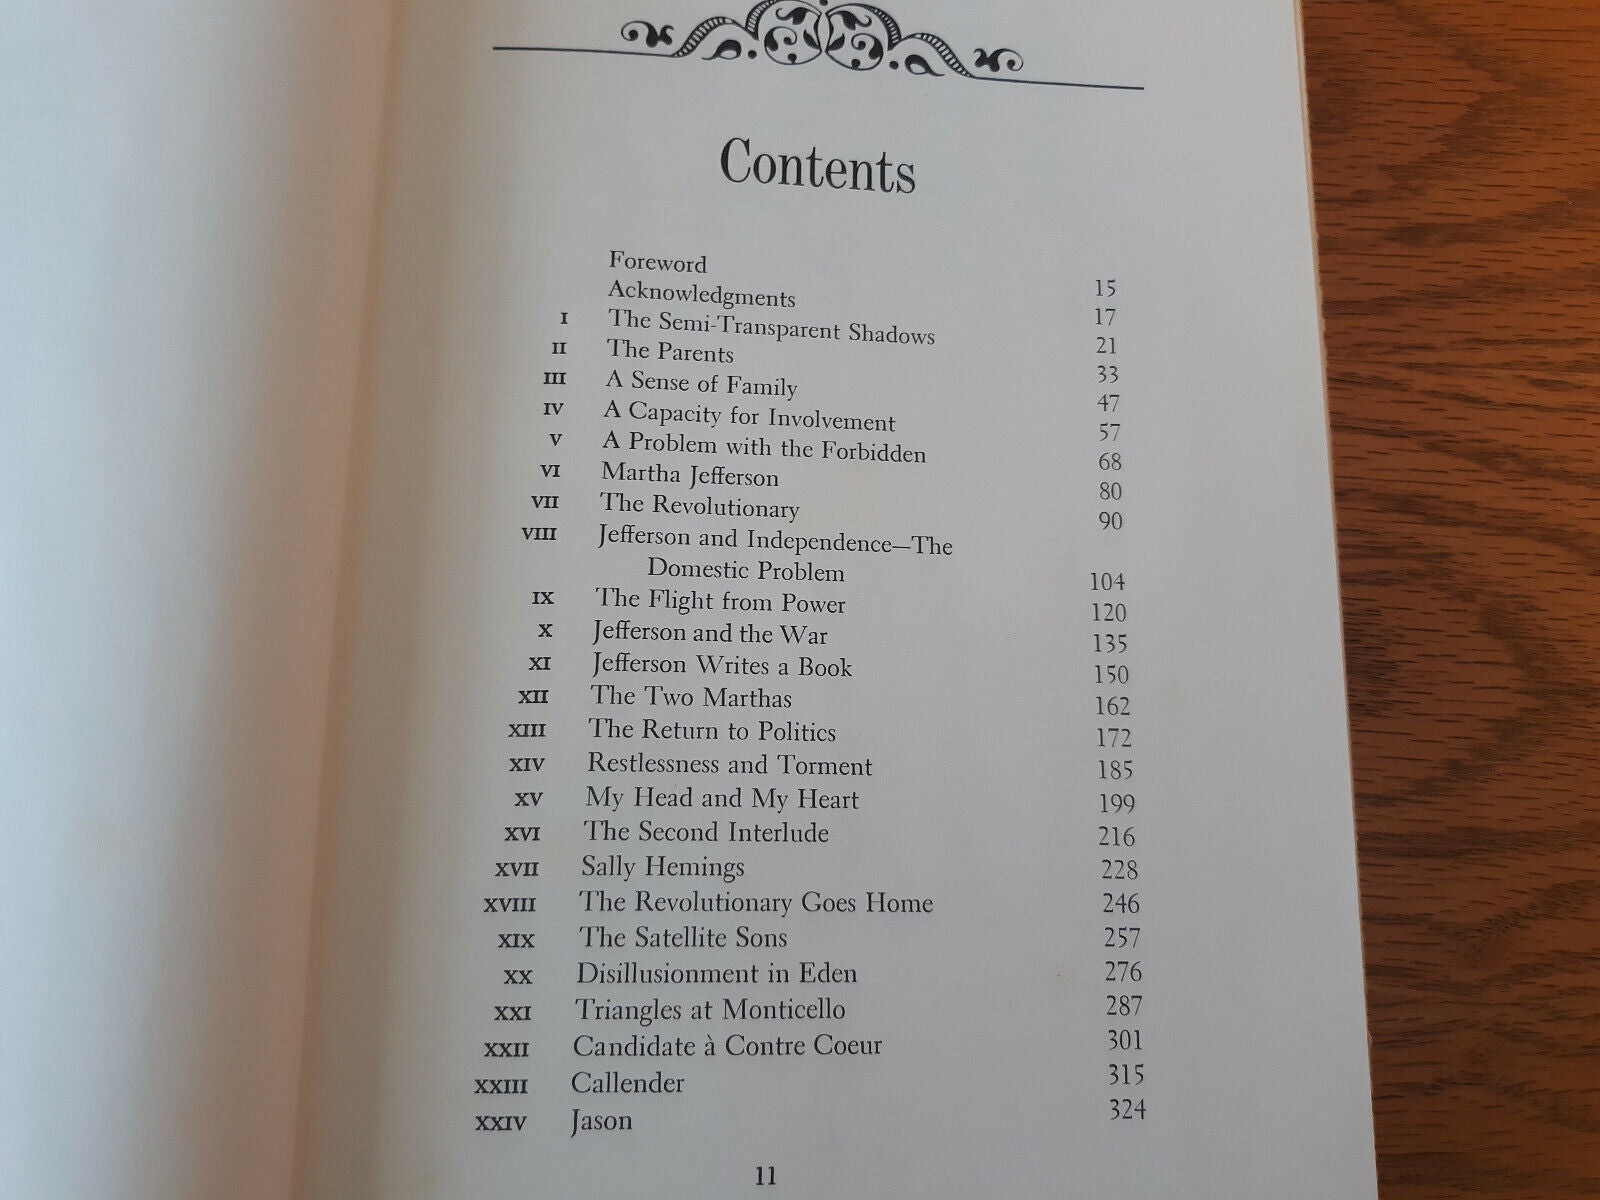 Contents
Foreword 15
Acknowledgments 17
I The Semi-Transparent Shadows 21
II The Parents 33
III A Sense of Family 47
IV A Capacity for Involvement 57
V A Problem with the Forbidden 68
VI Martha Jefferson 80
VII The Revolutionary 90
VIII Jefferson and Independence—The
Domestic Problem 104
IX The Flight from Power 120
X Jefferson and the War 135
XI Jefferson Writes a Book 150
XII The Two Marthas 162
XIII The Return to Politics 172
XIV Restlessness and Torment 185
XV My Head and My Heart 199
XVI The Second Interlude 216
XVII Sally Hemings 228
XVIII The Revolutionary Goes Home 246
XIX The Satellite Sons 257
XX Disillusionment in Eden 276
XXI Triangles at Monticello 287
XXII Candidate à Contre Coeur 301
XXIII Callender 315
XXIV Jason 324
11